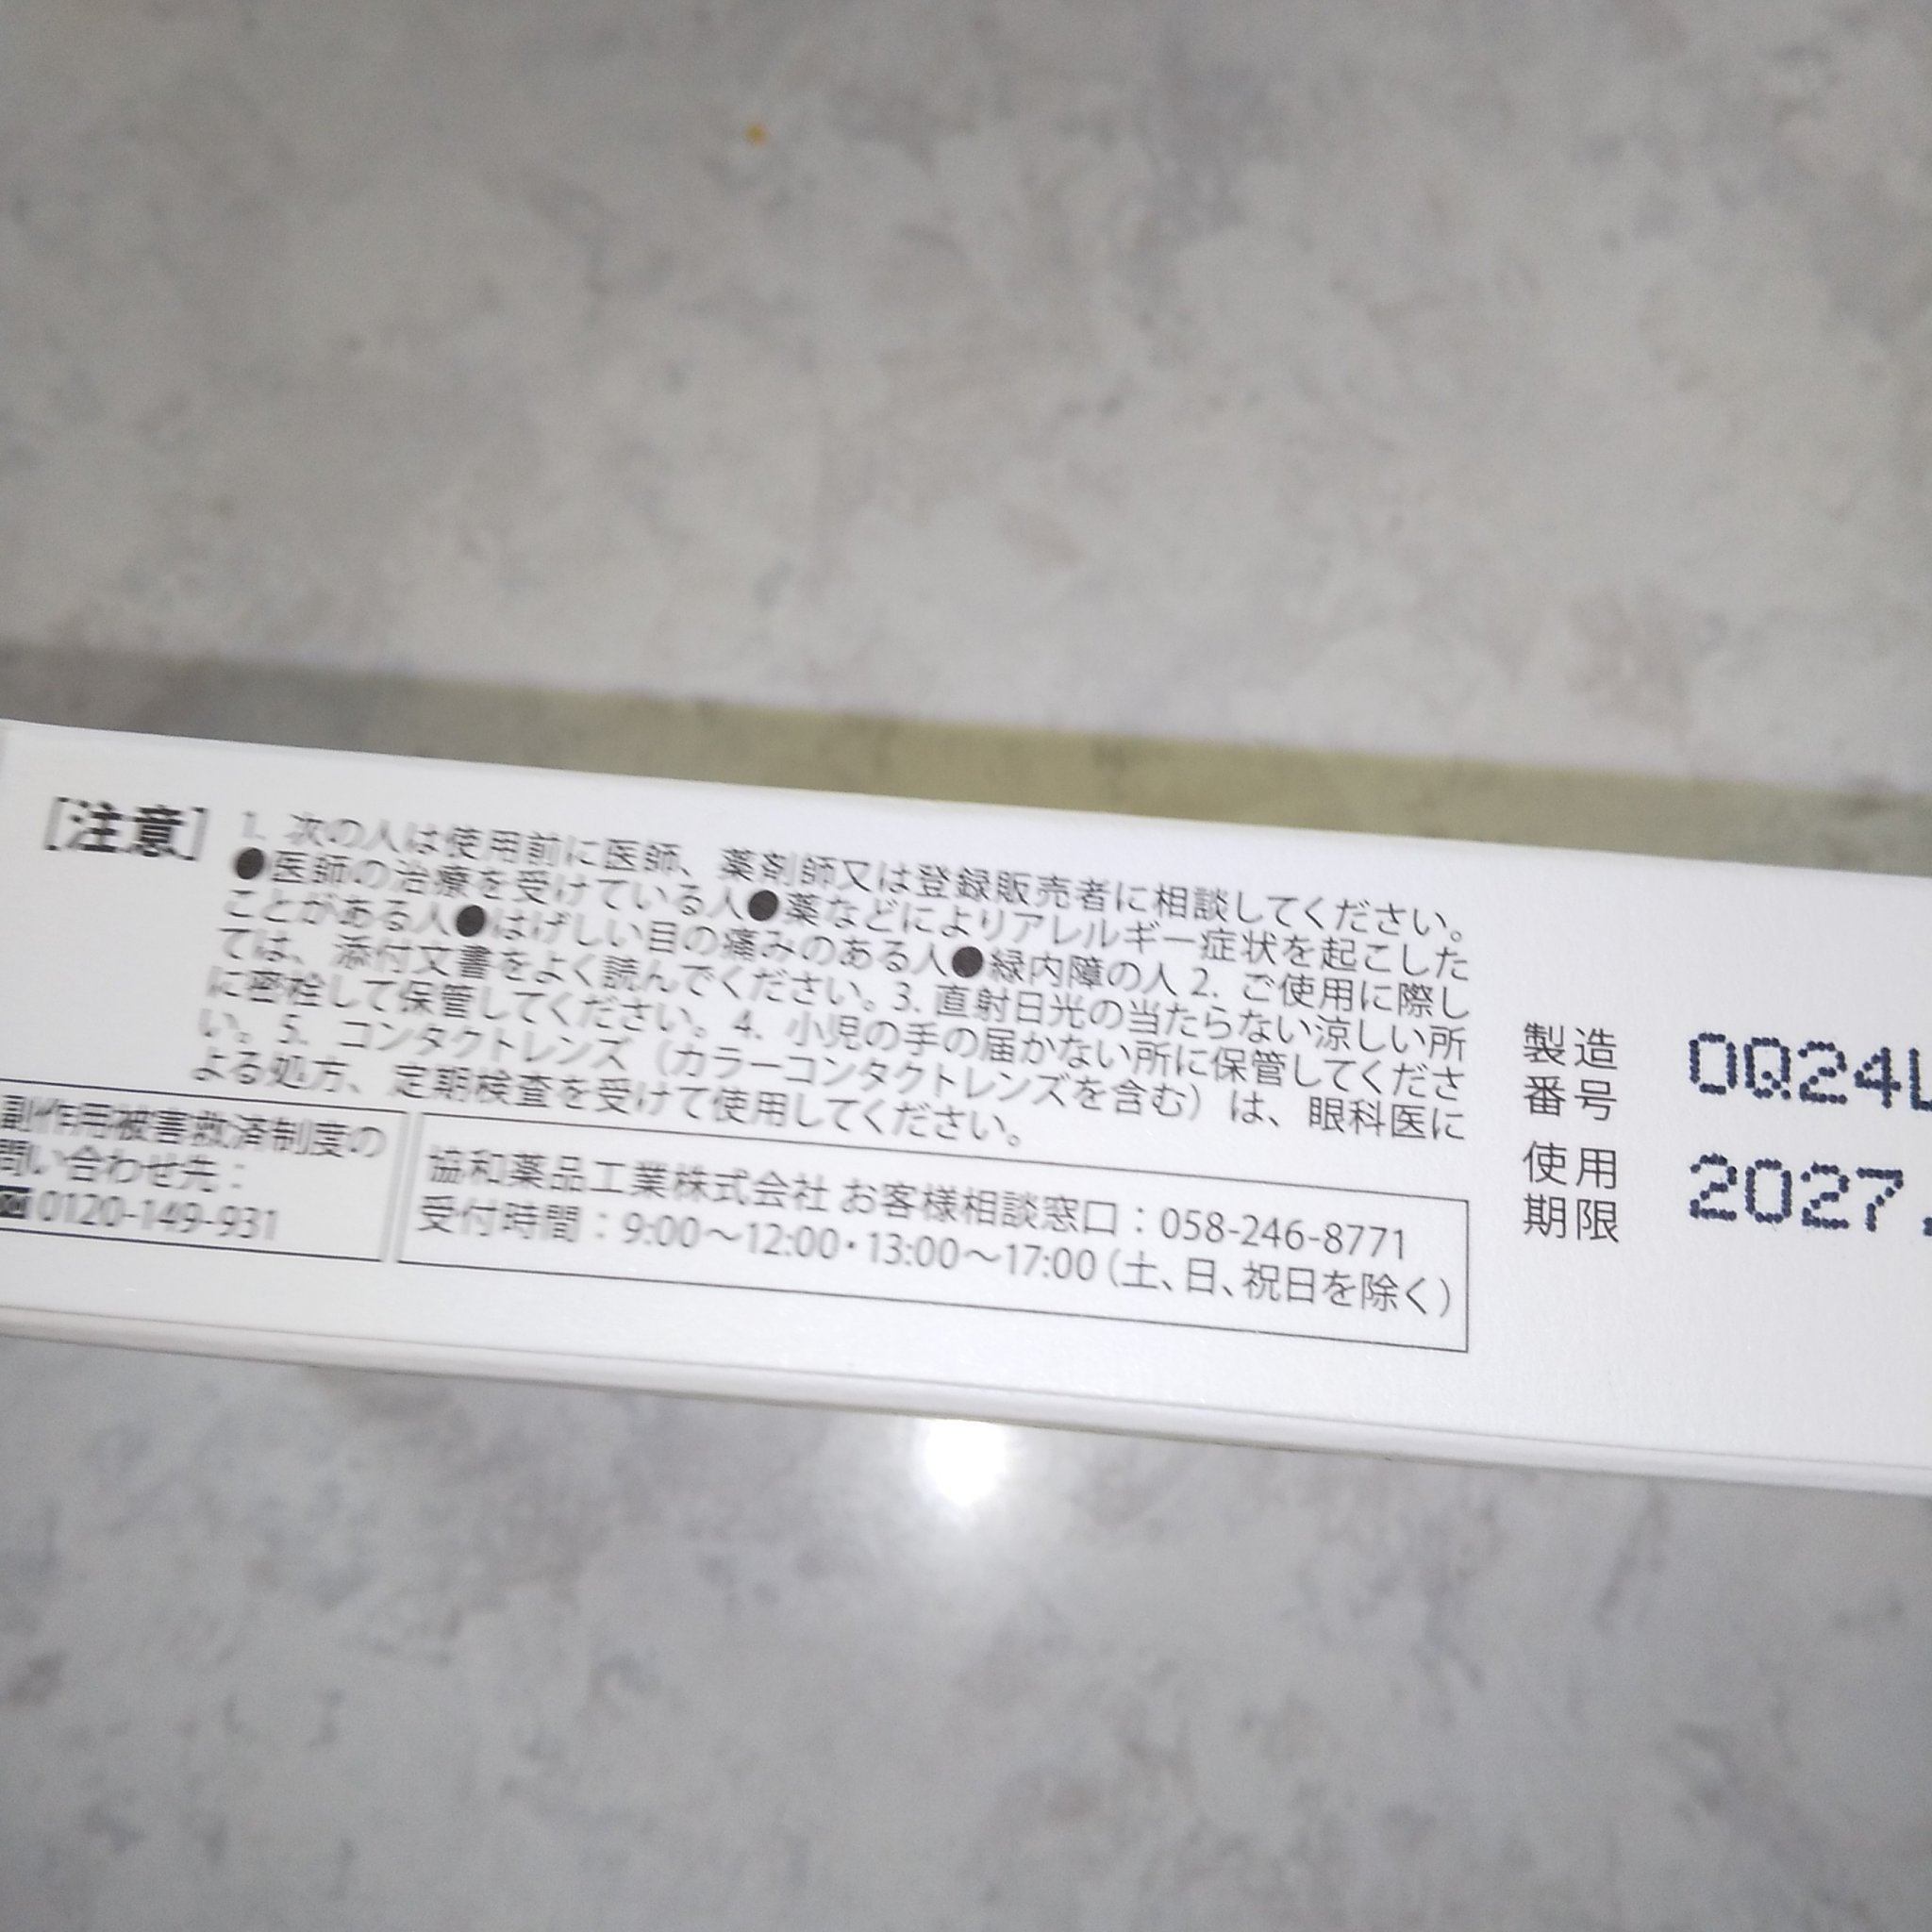 [注意] 1. 次の人は使用前に医師、薬剤師又は登録販売者に相談してください。
●医師の治療を受けている人●薬などによりアレルギー症状を起こした
ことがある人●はげしい目の痛みのある人●緑内障の人 2. ご使用に際し
ては、添付文書をよく読んでください。3. 直射日光の当たらない涼しい所
に密栓して保管してください。4. 小児の手の届かない所に保管してくださ
い。5. コンタクトレンズ（カラーコンタクトレンズを含む）は、眼科医に
よる処方、定期検査を受けて使用してください。
副作用被害救済制度の
問い合わせ先：
0120-149-931
協和薬品工業株式会社 お客様相談窓口：058-246-8771
受付時間：9:00～12:00・13:00～17:00（土、日、祝日を除く）
製造
番号
使用
期限
2027.